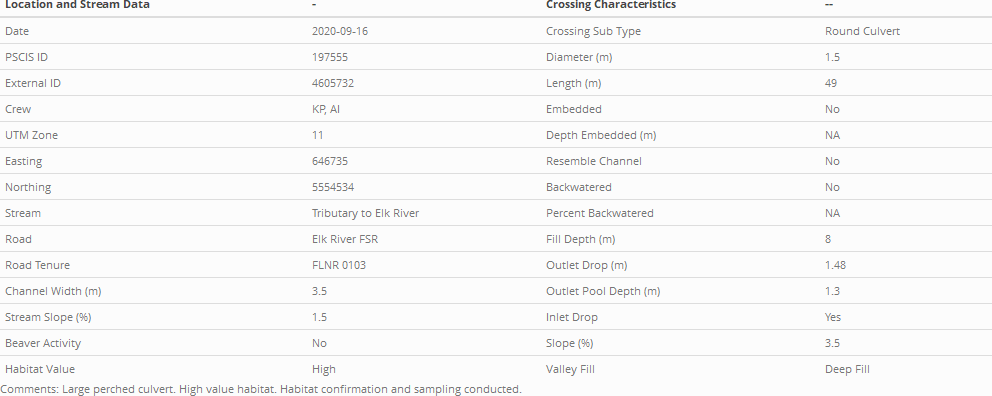 Location and Stream Data - Crossing Characteristics --
Date 2020-09-16 Crossing Sub Type Round Culvert
PSCIS ID 197555 Diameter (m) 1.5
External ID 4605732 Length (m) 49
Crew KP, AI Embedded No
UTM Zone 11 Depth Embedded (m) NA
Easting 646735 Resemble Channel No
Northing 5554534 Backwatered No
Stream Tributary to Elk River Percent Backwatered NA
Road Elk River FSR Fill Depth (m) 8
Road Tenure FLNR 0103 Outlet Drop (m) 1.48
Channel Width (m) 3.5 Outlet Pool Depth (m) 1.3
Stream Slope (%) 1.5 Inlet Drop Yes
Beaver Activity No Slope (%) 3.5
Habitat Value High Valley Fill Deep Fill
Comments: Large perched culvert. High value habitat. Habitat confirmation and sampling conducted.